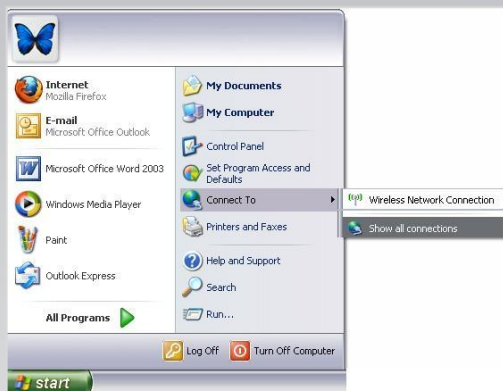 Internet
Mozilla Firefox
E-mail
Microsoft Office Outlook
Microsoft Office Word 2003
Windows Media Player
Paint
Outlook Express
All Programs
My Documents
My Computer
Control Panel
Set Program Access and
Defaults
Connect To
Printers and Faxes
Help and Support
Search
Run...
Wireless Network Connection
Show all connections
Log Off
Turn Off Computer
start